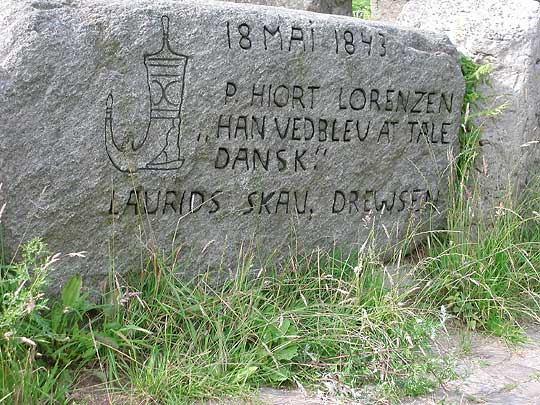 18 MAI 1843
P. HIORT LORENZEN
„HAN VEDBLEV AT TALE
DANSK."
LAURIDS SKAU, DREWSEN